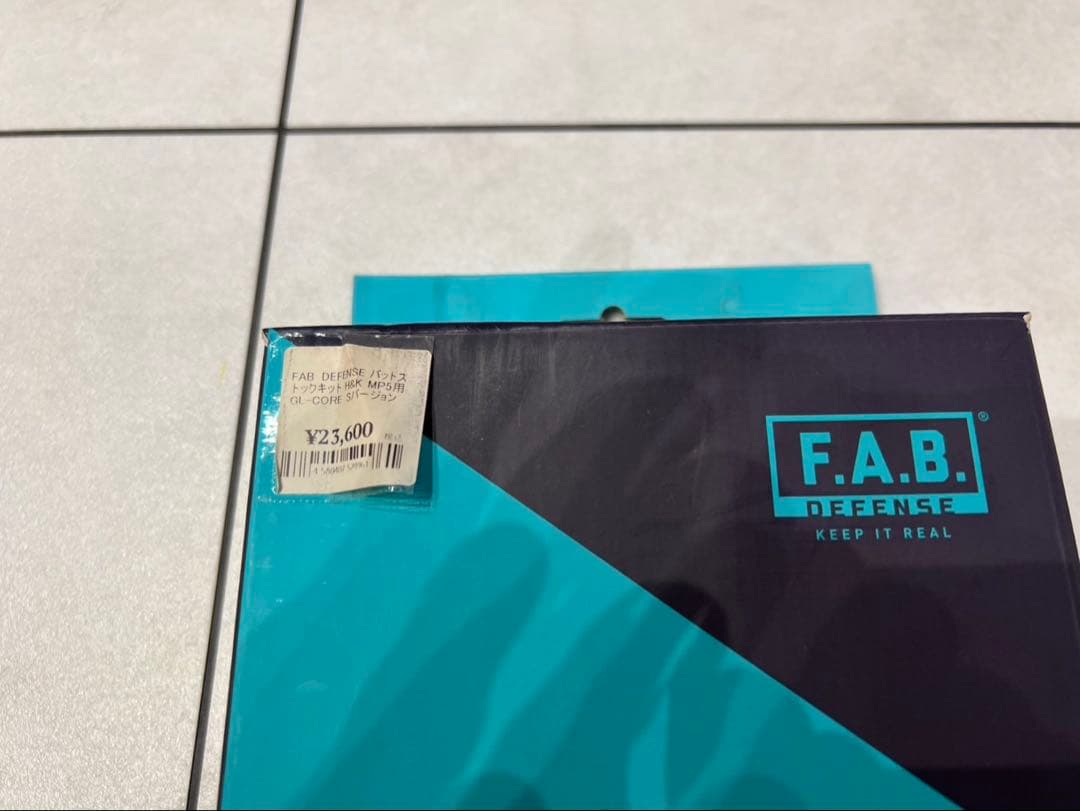 FAB DEFENSE バットス
トックキット H&K MP5用
GL-CORE Sバージョン
¥23,600
F.A.B.®
DEFENSE
KEEP IT REAL